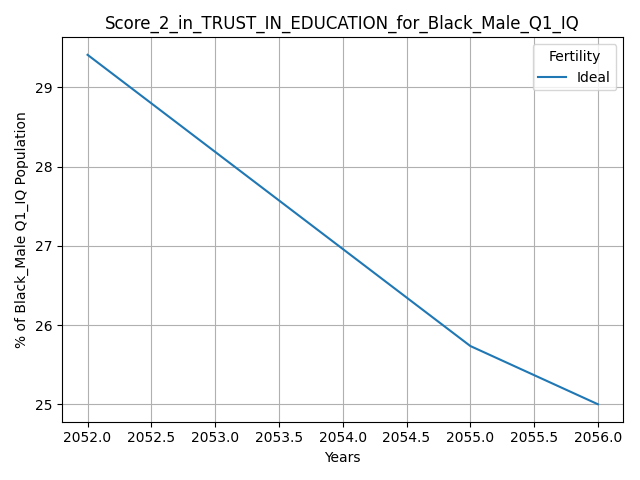 Score_2_in_TRUST_IN_EDUCATION_for_Black_Male_Q1_IQ
Fertility
Ideal
% of Black_Male Q1_IQ Population
29
28
27
26
25
2052.0 2052.5 2053.0 2053.5 2054.0 2054.5 2055.0 2055.5 2056.0
Years